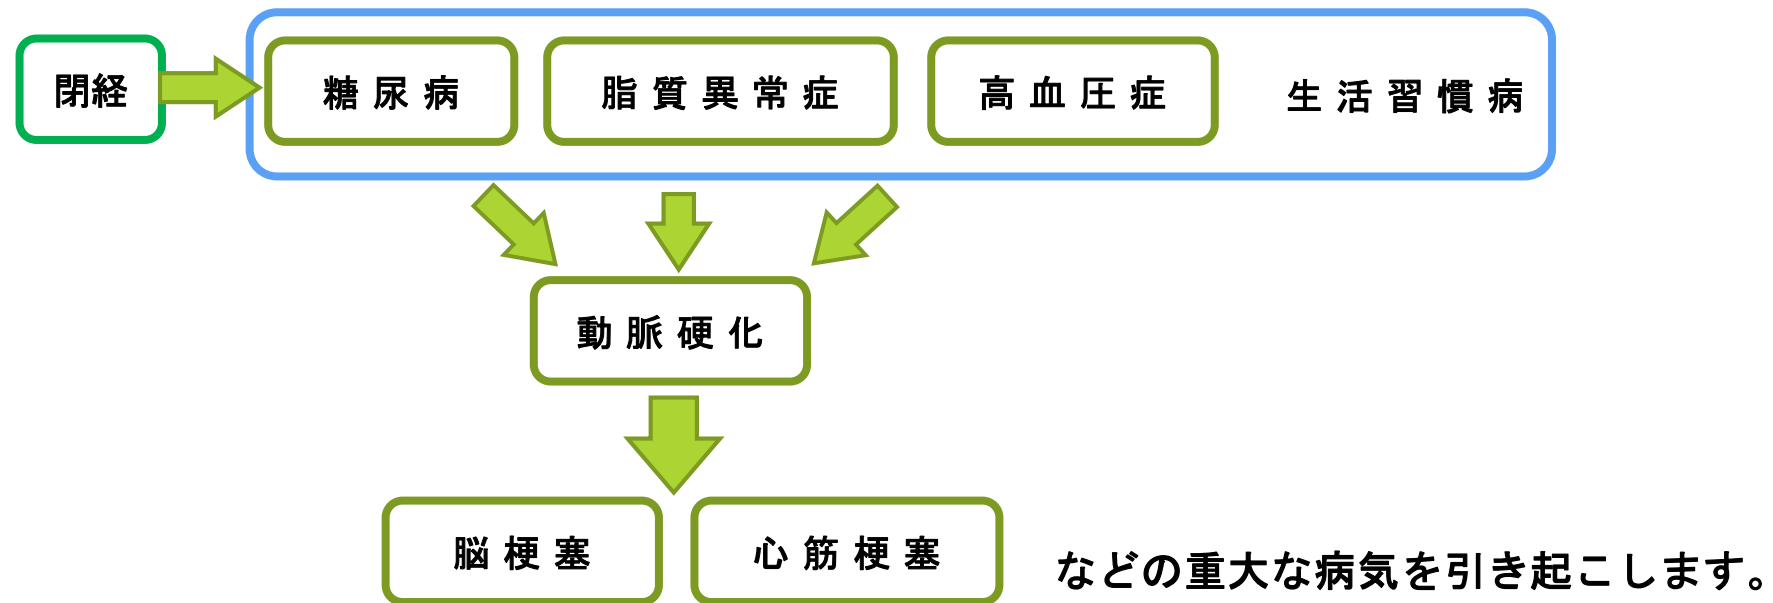 閉経
糖尿病
脂質異常症
高血圧症
生活習慣病
動脈硬化
脳梗塞
心筋梗塞
などの重大な病気を引き起こします。